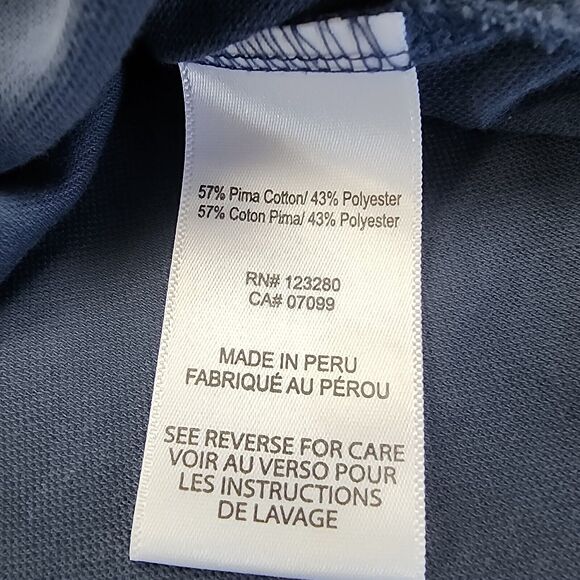 57% Pima Cotton/ 43% Polyester
57% Coton Pima/ 43% Polyester
RN# 123280
CA# 07099
MADE IN PERU
FABRIQUÉ AU PÉROU
SEE REVERSE FOR CARE
VOIR AU VERSO POUR
LES INSTRUCTIONS
DE LAVAGE